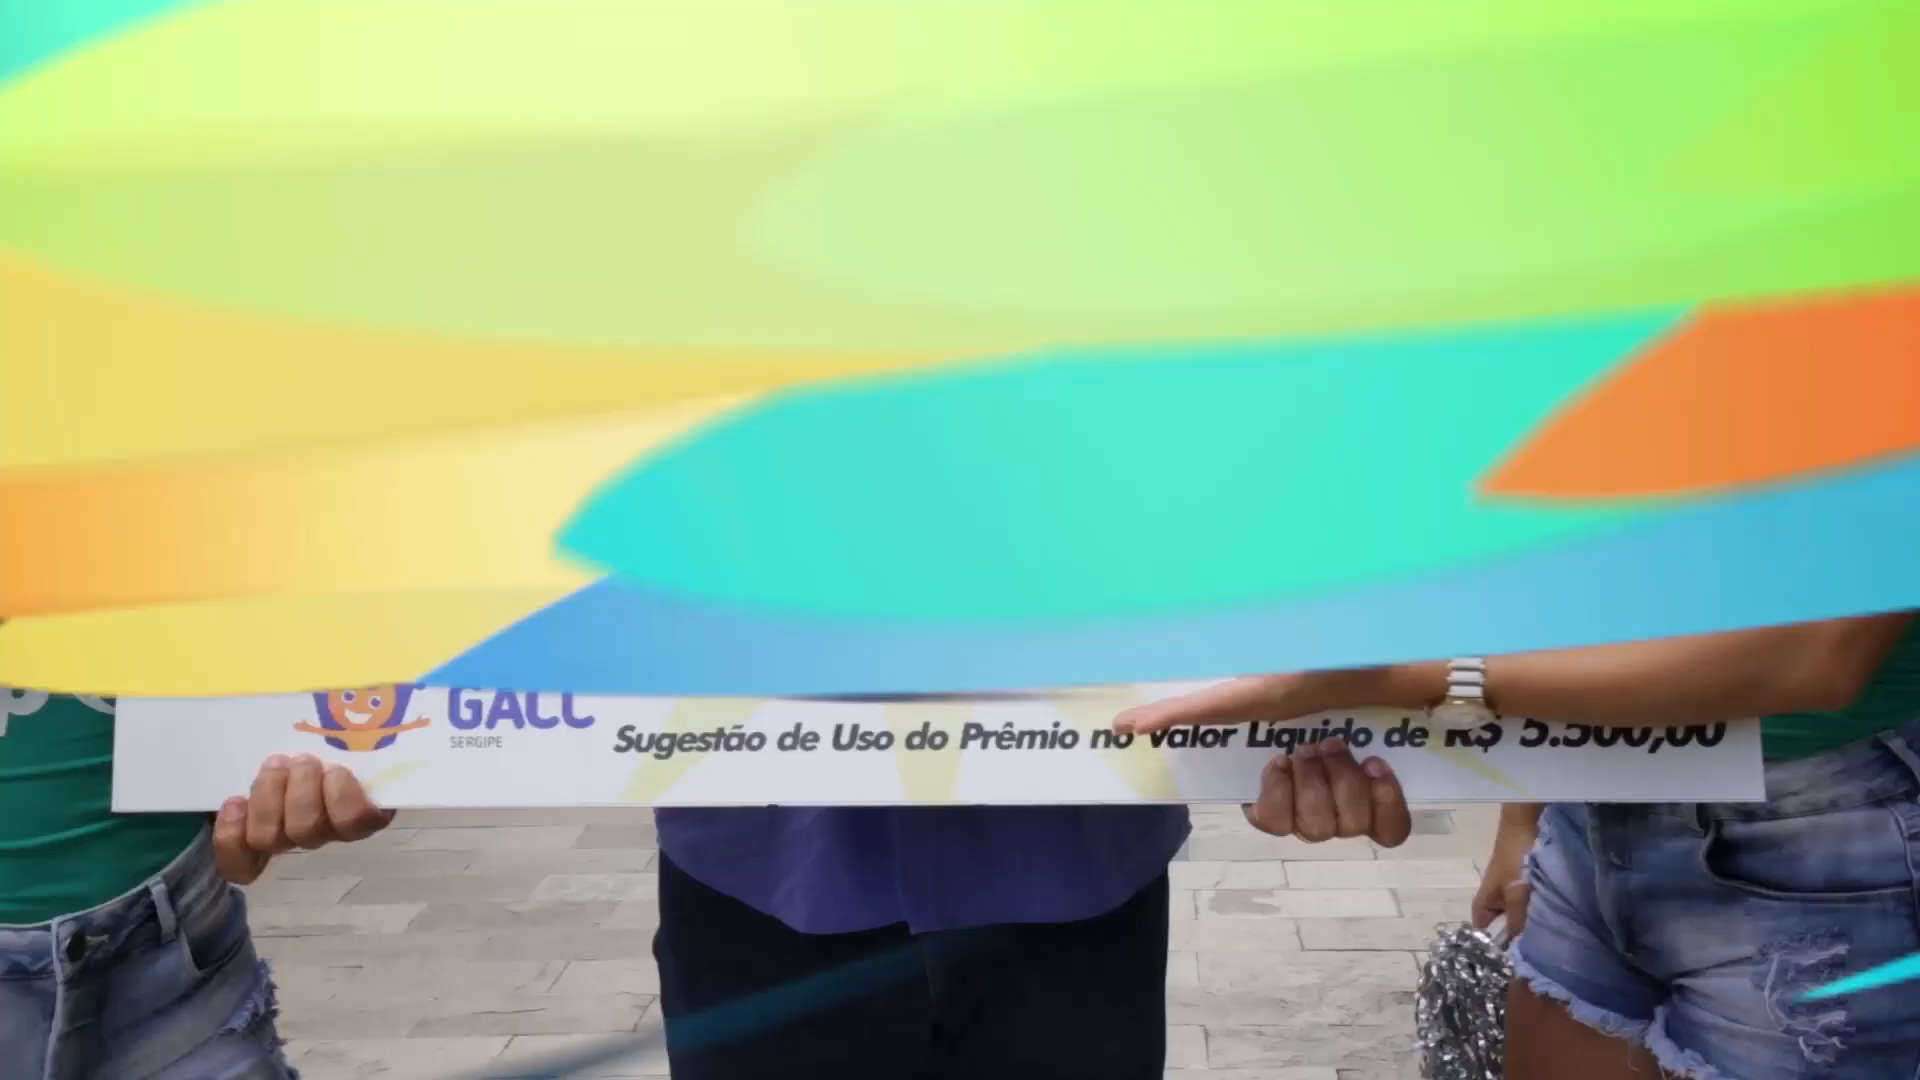 GACC
SERGIPE
Sugestão de Uso do Prêmio no Valor Líquido de R$ 5.500,00